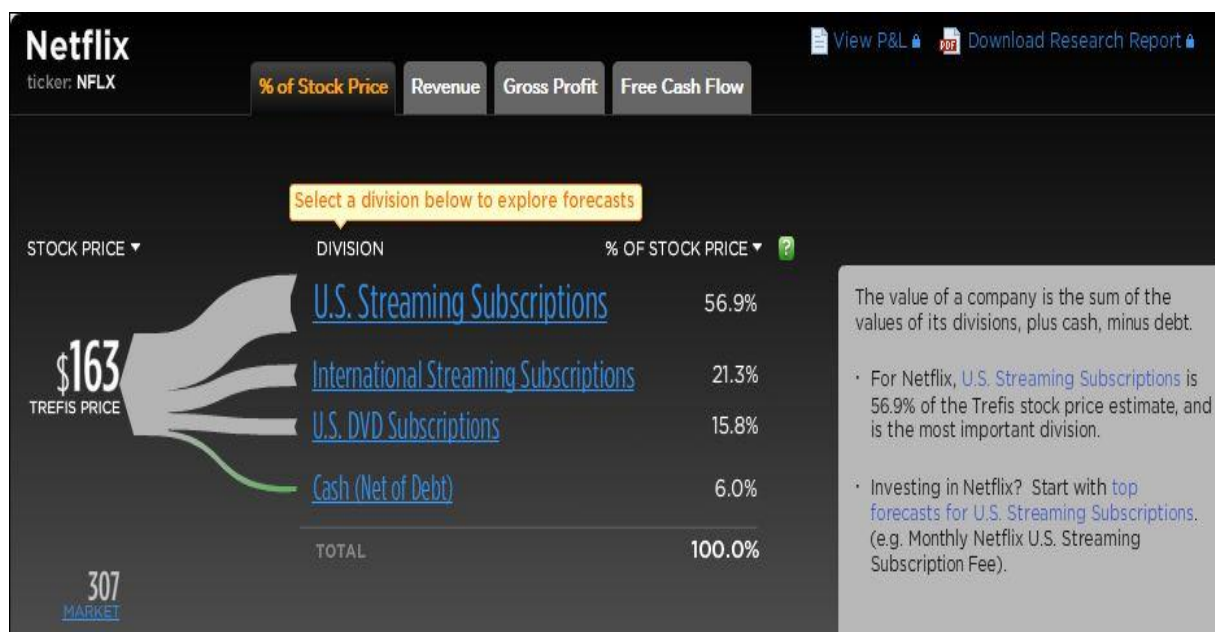 Netflix
ticker: NFLX
View P&L
Download Research Report
% of Stock Price
Revenue
Gross Profit
Free Cash Flow
Select a division below to explore forecasts
STOCK PRICE
DIVISION
% OF STOCK PRICE
?
U.S. Streaming Subscriptions 56.9%
International Streaming Subscriptions 21.3%
U.S. DVD Subscriptions 15.8%
Cash (Net of Debt) 6.0%
TOTAL 100.0%
$163
TREFIS PRICE
307
MARKET
The value of a company is the sum of the
values of its divisions, plus cash, minus debt.
· For Netflix, U.S. Streaming Subscriptions is
56.9% of the Trefis stock price estimate, and
is the most important division.
· Investing in Netflix? Start with top
forecasts for U.S. Streaming Subscriptions.
(e.g. Monthly Netflix U.S. Streaming
Subscription Fee).